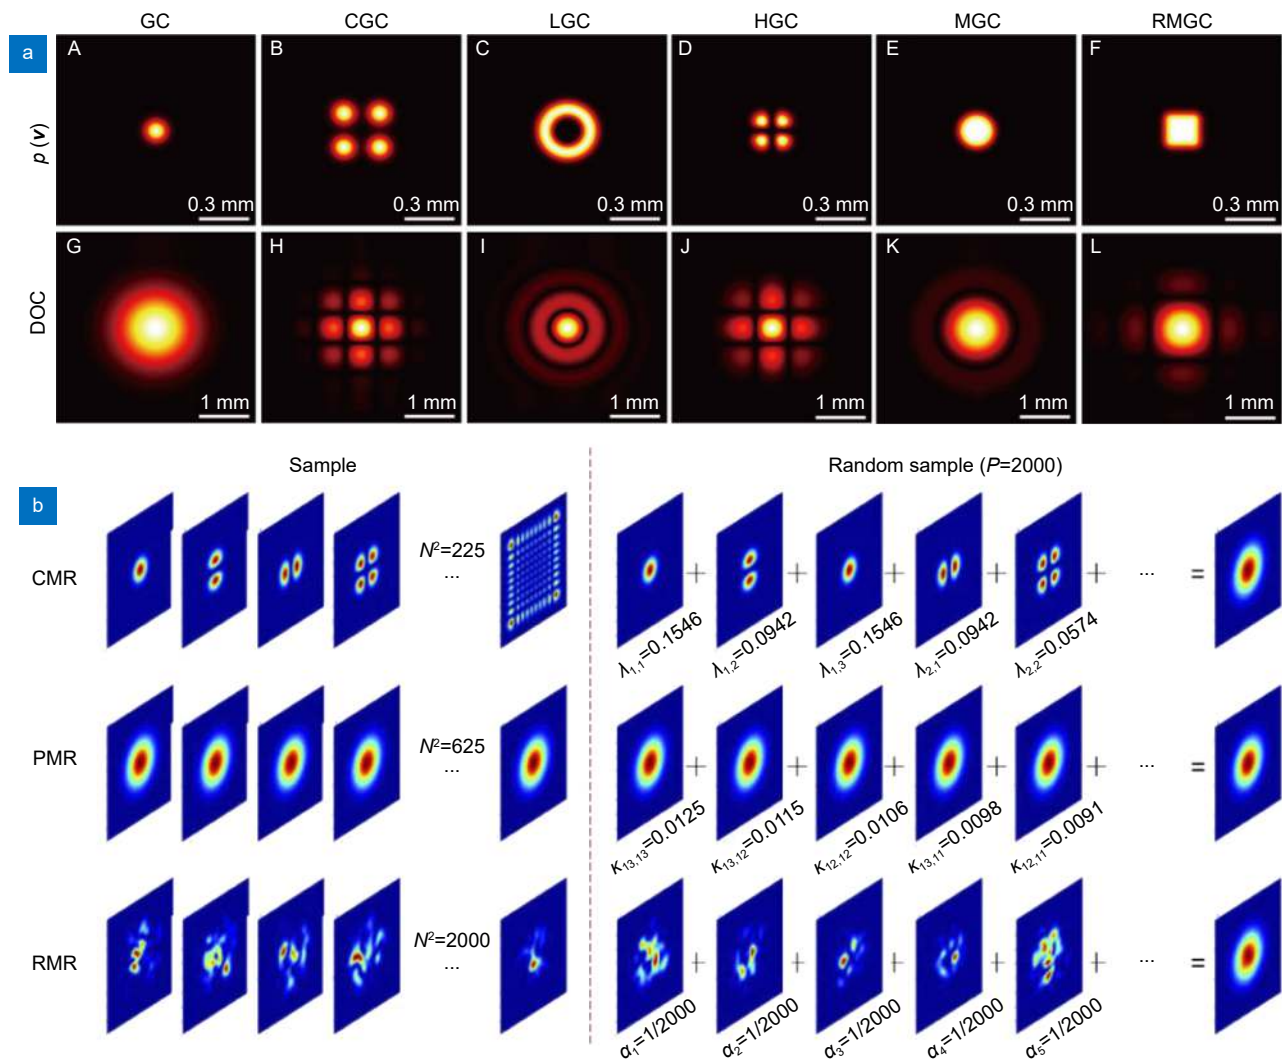 GC CGC LGC HGC MGC RMGC
a
p (v)
A B C D E F
0.3 mm 0.3 mm 0.3 mm 0.3 mm 0.3 mm 0.3 mm
DOC
G H I J K L
1 mm 1 mm 1 mm 1 mm 1 mm 1 mm
Sample Random sample (P=2000)
b
CMR
N²=225
...
+ + + + + ... =
λ₁,₁=0.1546 λ₁,₂=0.0942 λ₁,₃=0.1546 λ₂,₁=0.0942 λ₂,₂=0.0574
PMR
N²=625
...
+ + + + + ... =
κ₁₃,₁₃=0.0125 κ₁₃,₁₂=0.0115 κ₁₂,₁₂=0.0106 κ₁₃,₁₁=0.0098 κ₁₂,₁₁=0.0091
RMR
N²=2000
...
+ + + + + ... =
α₁=1/2000 α₂=1/2000 α₃=1/2000 α₄=1/2000 α₅=1/2000